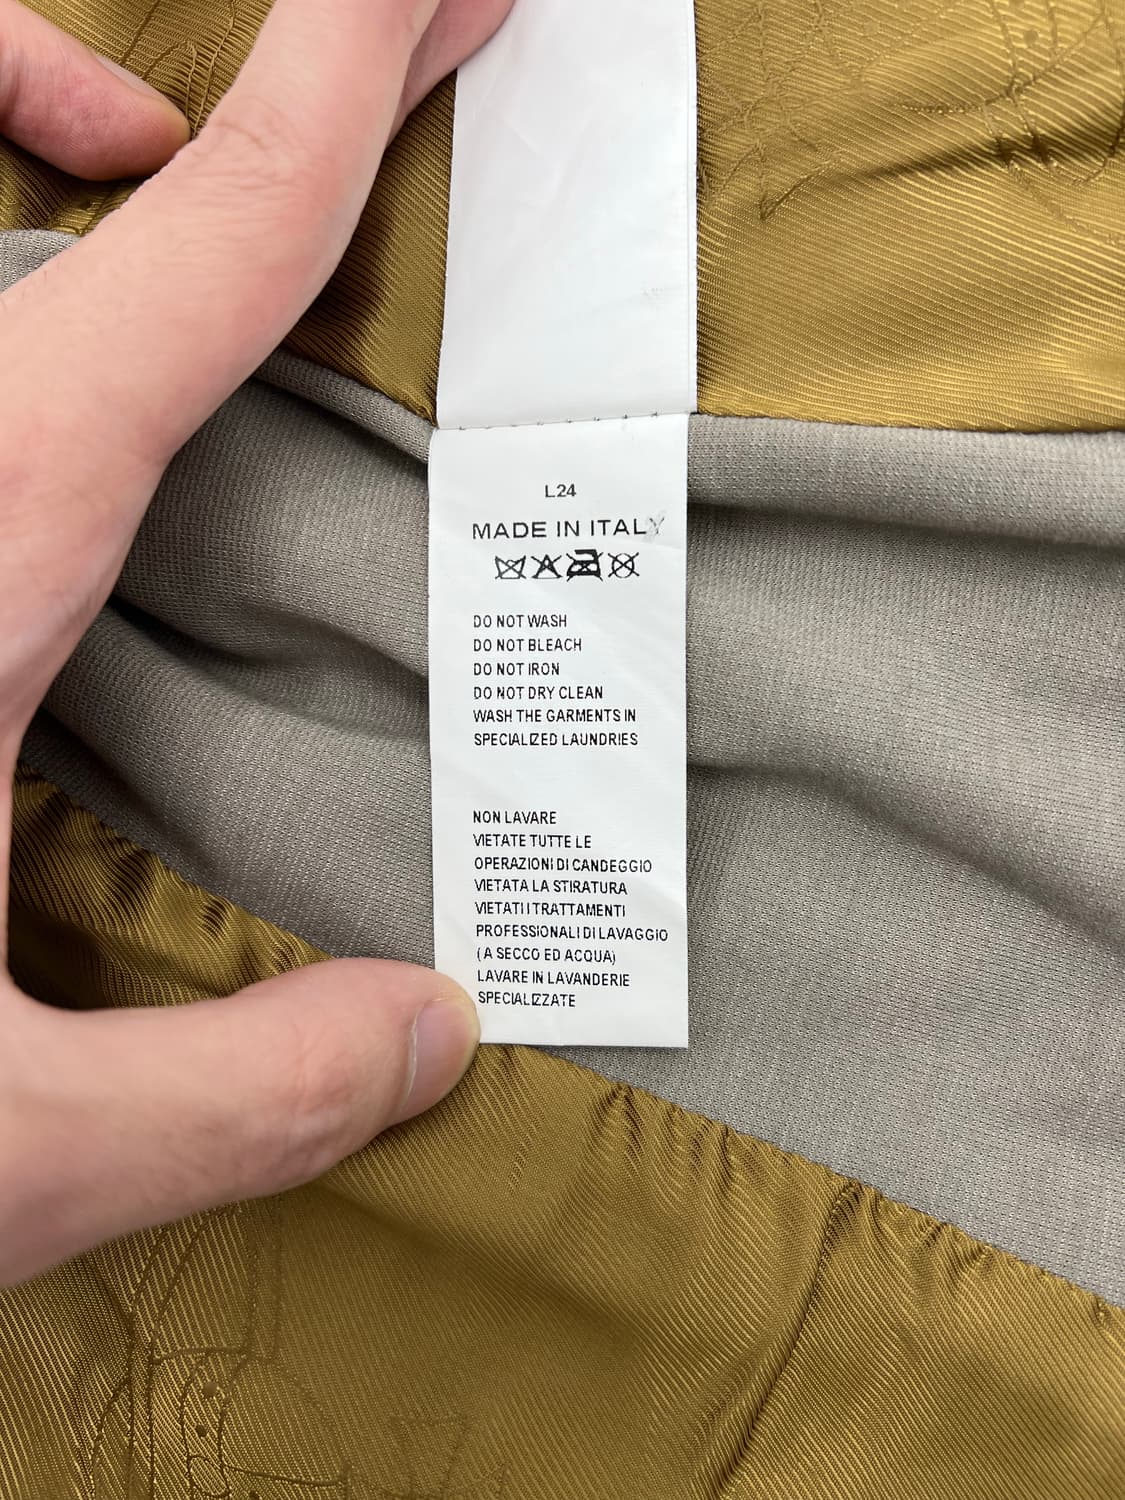 L24
MADE IN ITALY
DO NOT WASH
DO NOT BLEACH
DO NOT IRON
DO NOT DRY CLEAN
WASH THE GARMENTS IN
SPECIALIZED LAUNDRIES
NON LAVARE
VIETATE TUTTE LE
OPERAZIONI DI CANDEGGIO
VIETATA LA STIRATURA
VIETATI I TRATTAMENTI
PROFESSIONALI DI LAVAGGIO
( A SECCO ED ACQUA)
LAVARE IN LAVANDERIE
SPECIALIZZATE